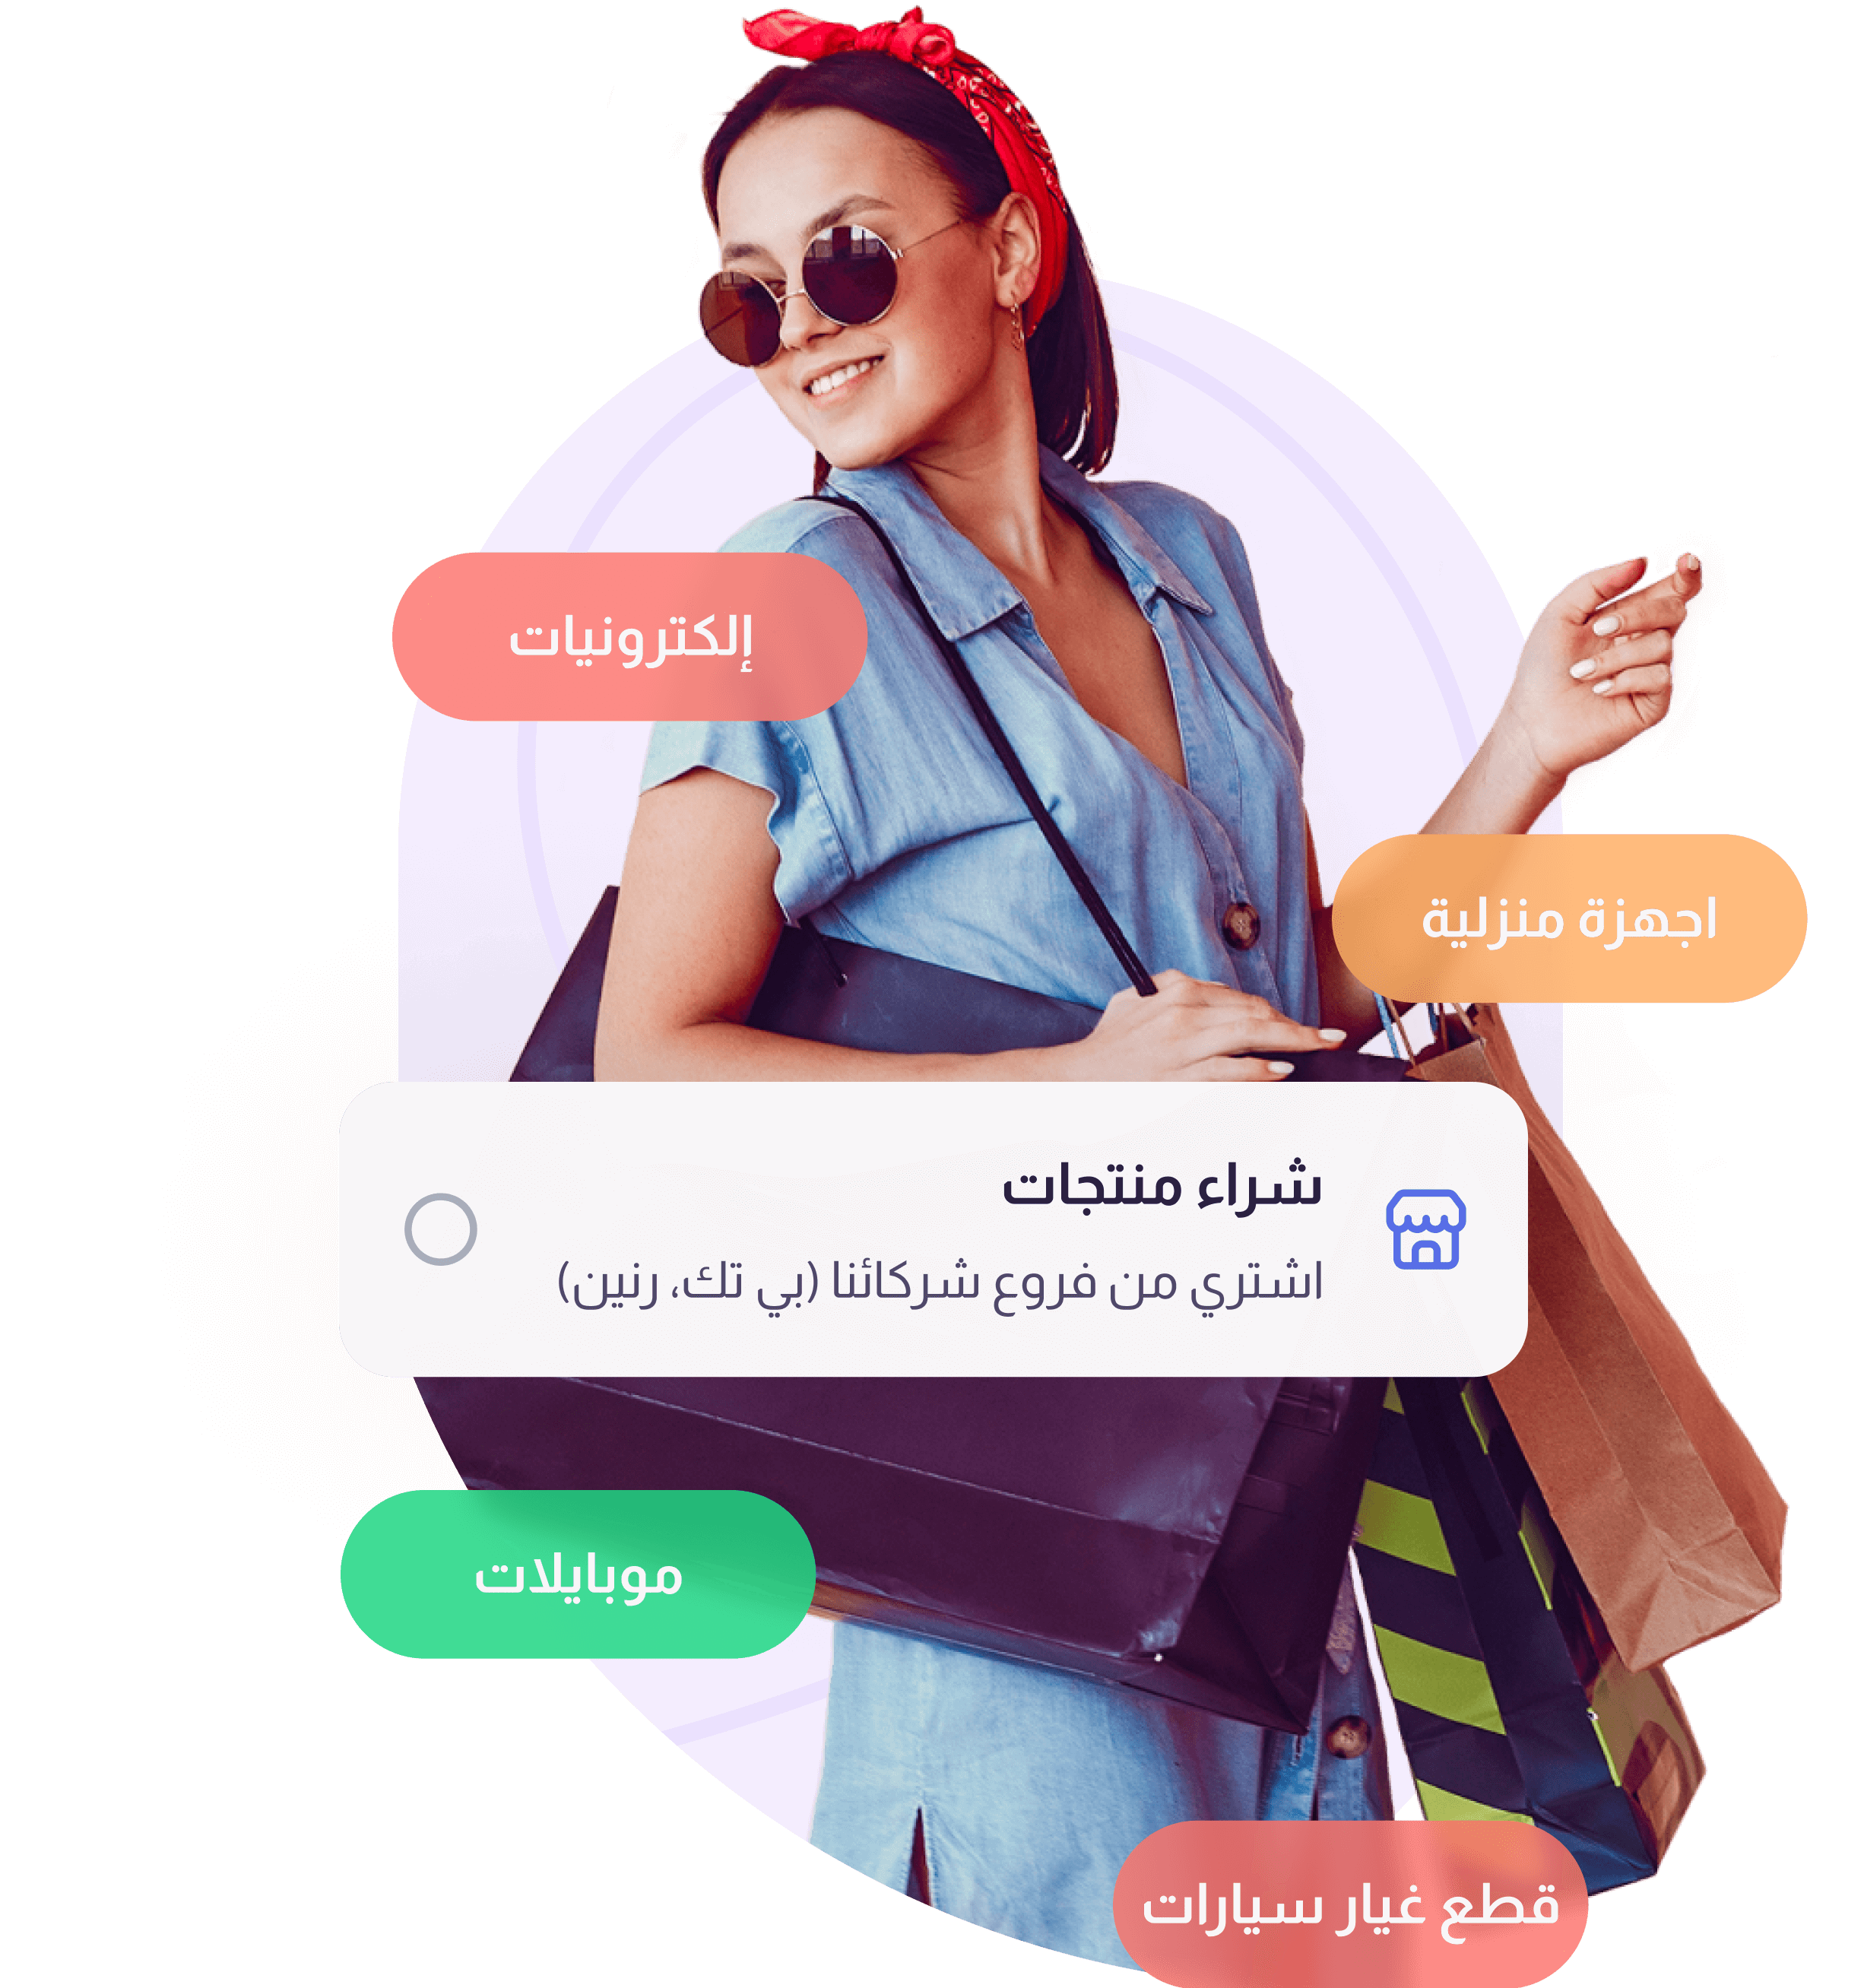 إلكترونيات
اجهزة منزلية
شراء منتجات
اشتري من فروع شركائنا (بي تك، رنين)
موبايلات
قطع غيار سيارات